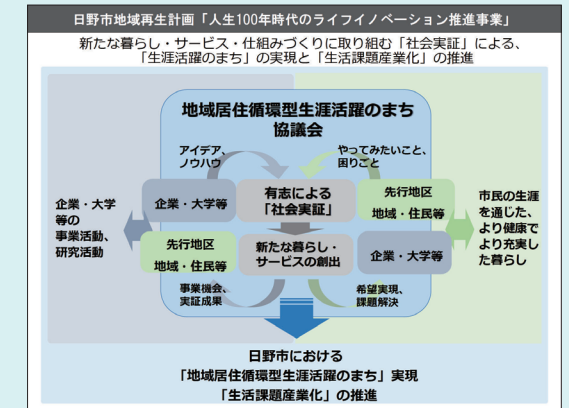 日野市地域再生計画「人生100年時代のライフイノベーション推進事業」
新たな暮らし・サービス・仕組みづくりに取り組む「社会実証」による、
「生涯活躍のまち」の実現と「生活課題産業化」の推進
地域居住循環型生涯活躍のまち
協議会
アイデア、
ノウハウ
やってみたいこと、
困りごと
企業・大学
等の
事業活動、
研究活動
企業・大学等
有志による
「社会実証」
先行地区
地域・住民等
市民の生涯
を通じた、
より健康で
より充実し
た暮らし
先行地区
地域・住民等
新たな暮らし・
サービスの創出
企業・大学等
事業機会、
実証成果
希望実現、
課題解決
日野市における
「地域居住循環型生涯活躍のまち」実現
「生活課題産業化」の推進